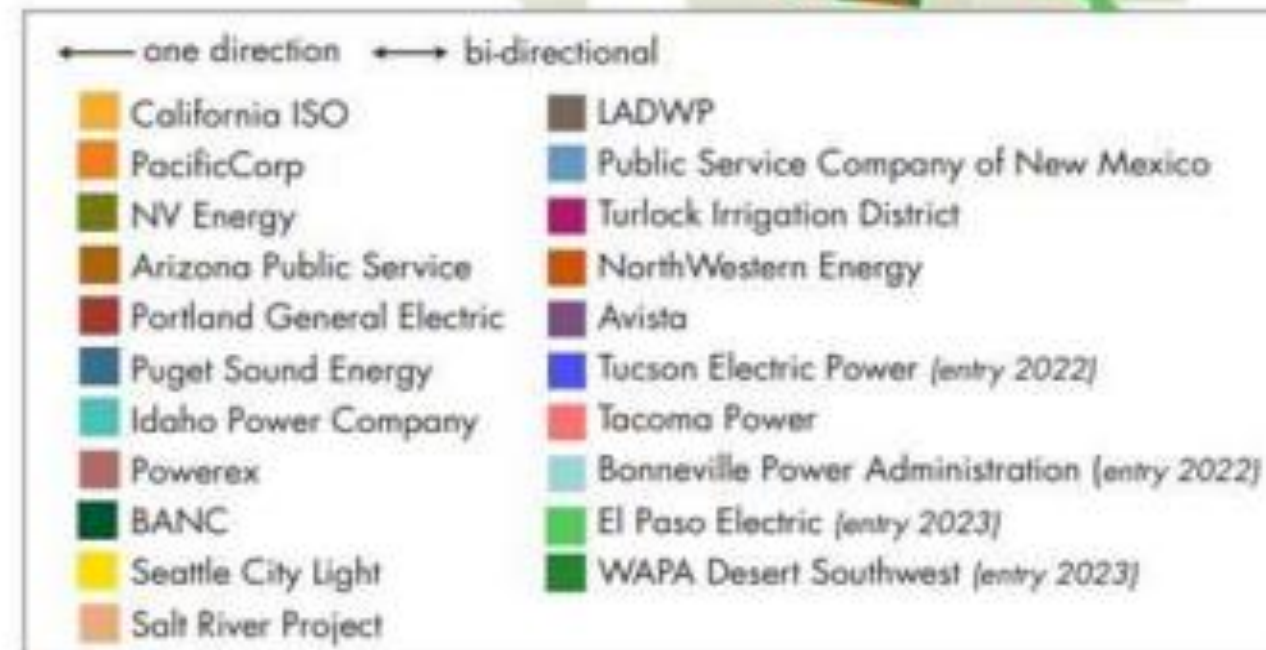 one direction bi-directional
California ISO
PacificCorp
NV Energy
Arizona Public Service
Portland General Electric
Puget Sound Energy
Idaho Power Company
Powerex
BANC
Seattle City Light
Salt River Project
LADWP
Public Service Company of New Mexico
Turlock Irrigation District
NorthWestern Energy
Avista
Tucson Electric Power (entry 2022)
Tacoma Power
Bonneville Power Administration (entry 2022)
El Paso Electric (entry 2023)
WAPA Desert Southwest (entry 2023)